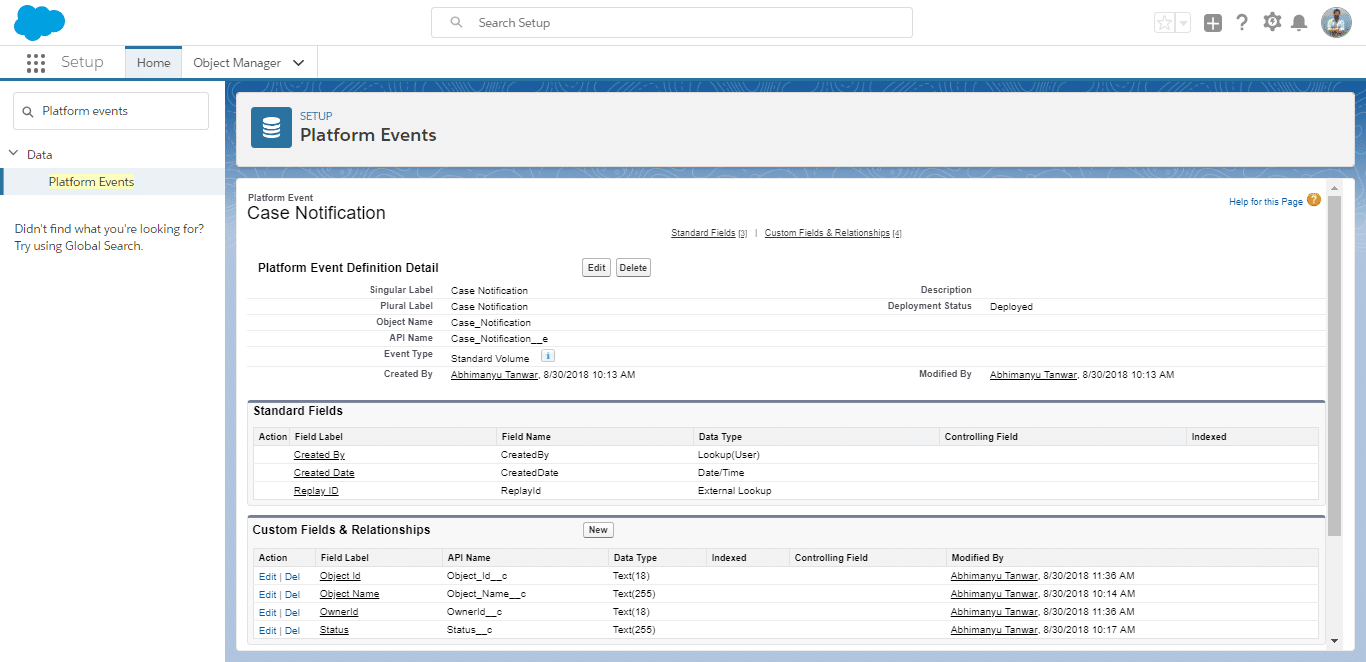 Search Setup
Setup Home Object Manager
Platform events
Data
Platform Events
Didn't find what you're looking for?
Try using Global Search.
SETUP
Platform Events
Platform Event
Case Notification
Help for this Page ?
Standard Fields [3] | Custom Fields & Relationships [4]
Platform Event Definition Detail Edit Delete
Singular Label Case Notification Description
Plural Label Case Notification Deployment Status Deployed
Object Name Case_Notification
API Name Case_Notification__e
Event Type Standard Volume i
Created By Abhimanyu Tanwar, 8/30/2018 10:13 AM Modified By Abhimanyu Tanwar, 8/30/2018 10:13 AM
Standard Fields
Action Field Label Field Name Data Type Controlling Field Indexed
Created By CreatedBy Lookup(User)
Created Date CreatedDate Date/Time
Replay ID ReplayId External Lookup
Custom Fields & Relationships New
Action Field Label API Name Data Type Indexed Controlling Field Modified By
Edit | Del Object Id Object_Id__c Text(18) Abhimanyu Tanwar, 8/30/2018 11:36 AM
Edit | Del Object Name Object_Name__c Text(255) Abhimanyu Tanwar, 8/30/2018 10:14 AM
Edit | Del OwnerId OwnerId__c Text(18) Abhimanyu Tanwar, 8/30/2018 11:36 AM
Edit | Del Status Status__c Text(255) Abhimanyu Tanwar, 8/30/2018 10:17 AM